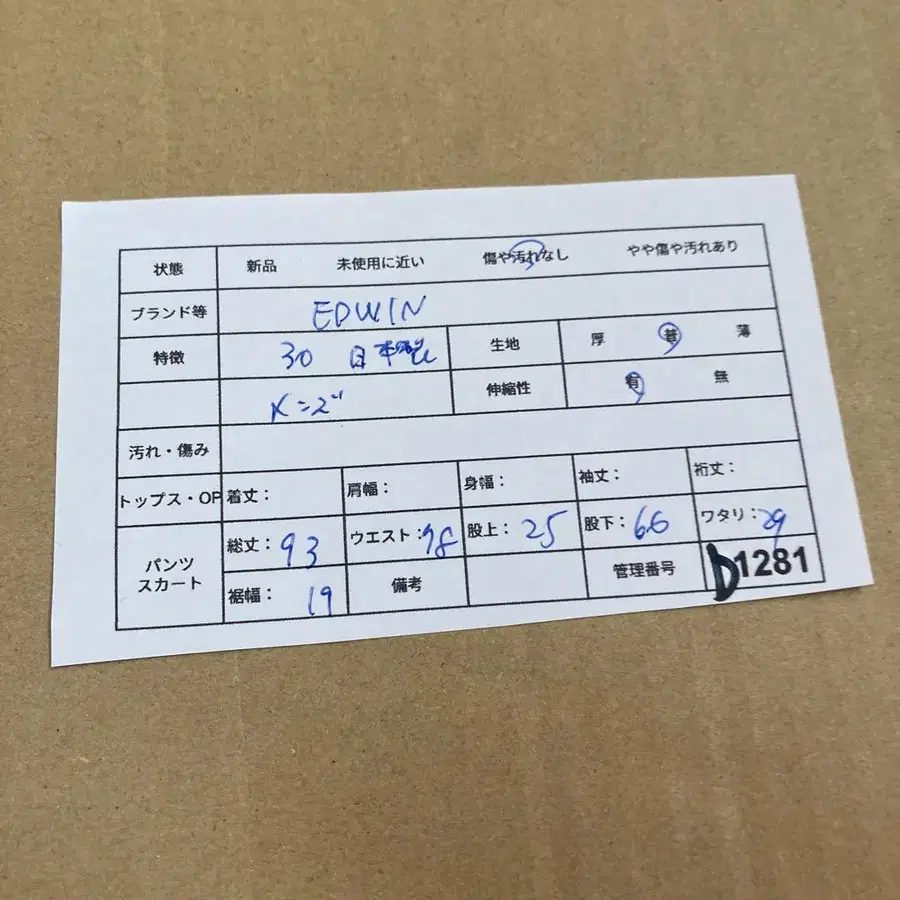 状態 新品 未使用に近い 傷や汚れなし やや傷や汚れあり
ブランド等 EDWIN
特徴 30 日本製 生地 厚 普 薄
伸縮性 有 無
汚れ・傷み
トップス・OP 着丈: 肩幅: 身幅: 袖丈: 裄丈:
パンツ スカート 総丈: 93 ウエスト: 78 股上: 25 股下: 66 ワタリ: 29
裾幅: 19 備考 管理番号 b1281